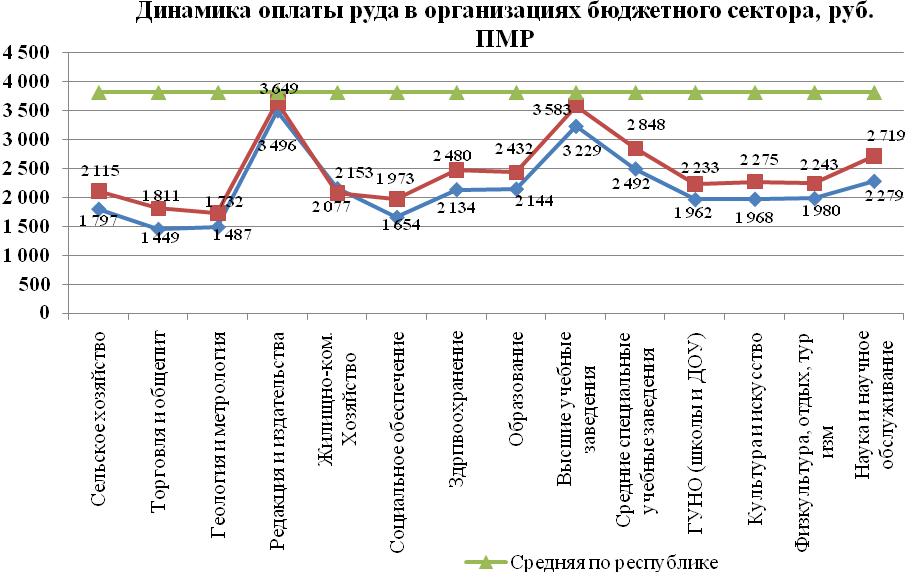 Динамика оплаты руда в организациях бюджетного сектора, руб.
ПМР
4 500
4 000
3 500
3 000
2 500
2 000
1 500
1 000
500
0
2 115
1 811
1 732
3 649
2 153
1 973
2 480
2 432
3 583
2 848
2 233
2 275
2 243
2 719
1 797
1 449
1 487
3 496
2 077
1 654
2 134
2 144
3 229
2 492
1 962
1 968
1 980
2 279
Сельское хозяйство
Торговля и общепит
Геология и метрология
Редакция и издательства
Жилищно-ком.
Хозяйство
Социальное обеспечение
Здрпвоохранение
Образование
Высшие учебные
заведения
Средние специальные
учебные заведения
ГУНО (школы и ДОУ)
Культура и искусство
Физкультура, отдых, тур
изм
Наука и научное
обслуживание
Средняя по республике